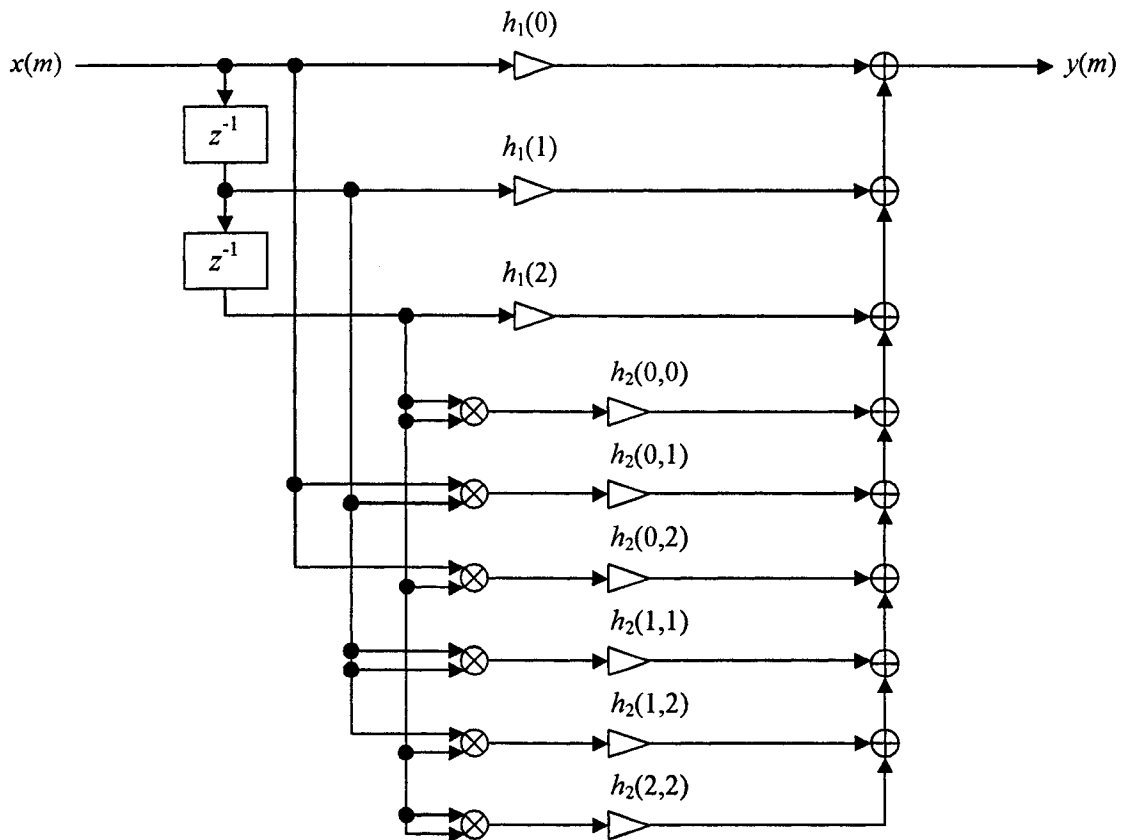 h₁(0)
x(m) y(m)
z⁻¹
h₁(1)
z⁻¹
h₁(2)
h₂(0,0)
h₂(0,1)
h₂(0,2)
h₂(1,1)
h₂(1,2)
h₂(2,2)